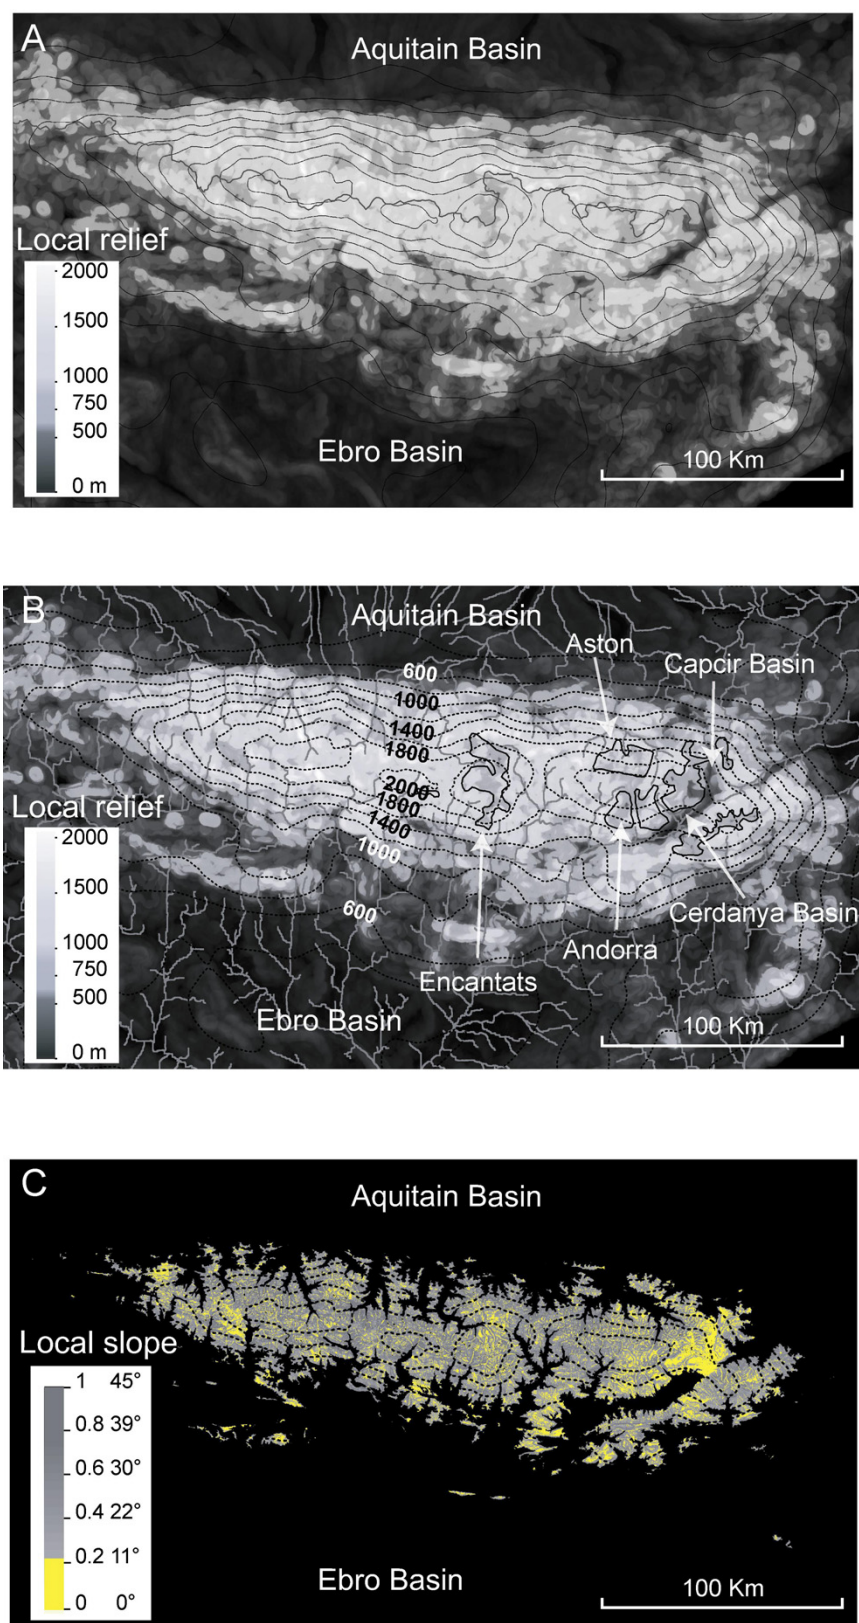 A
Aquitain Basin
Local relief
2000
1500
1000
750
500
0 m
Ebro Basin
100 Km
B
Aquitain Basin
Aston
Capcir Basin
600
1000
1400
1800
2000
1800
1400
1000
600
Local relief
2000
1500
1000
750
500
0 m
Cerdanya Basin
Andorra
Encantats
Ebro Basin
100 Km
C
Aquitain Basin
Local slope
1 45°
0.8 39°
0.6 30°
0.4 22°
0.2 11°
0 0°
Ebro Basin
100 Km